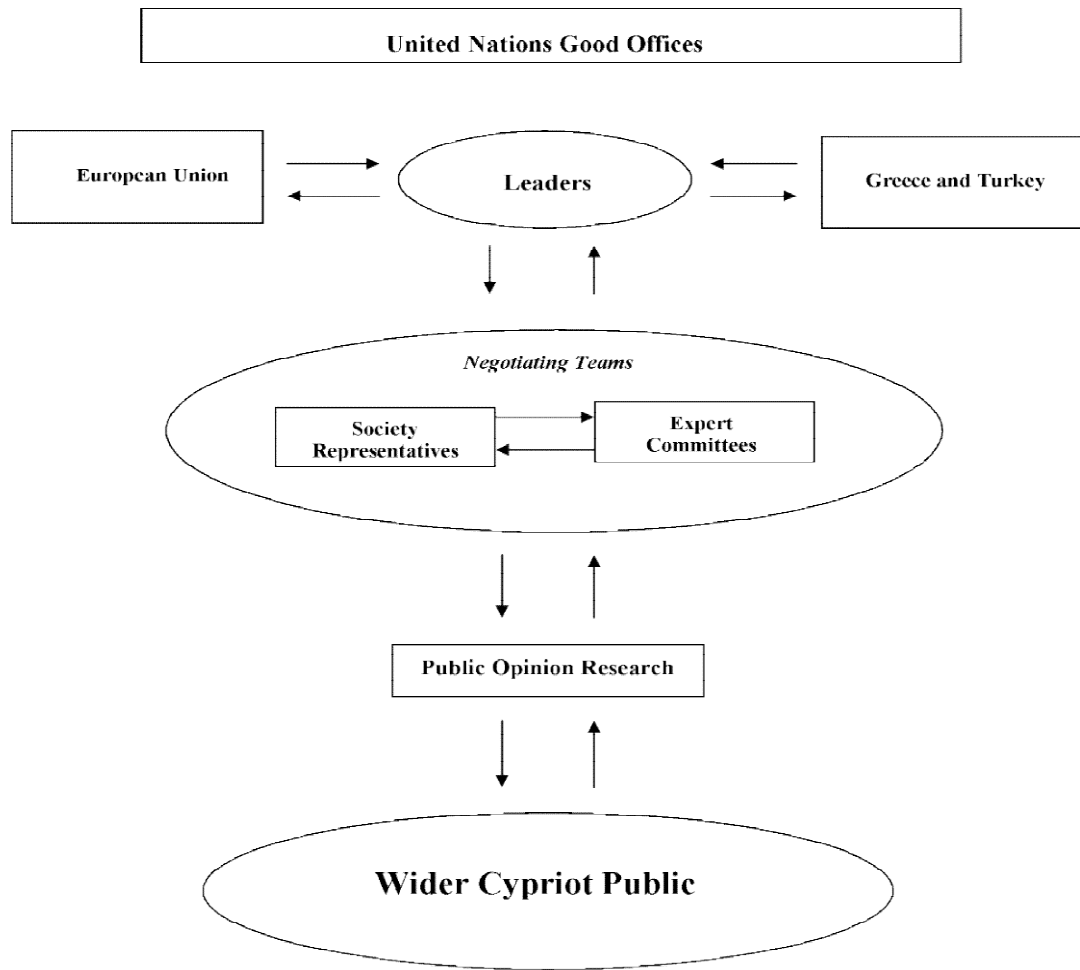 United Nations Good Offices
European Union
Leaders
Greece and Turkey
Negotiating Teams
Society
Representatives
Expert
Committees
Public Opinion Research
Wider Cypriot Public